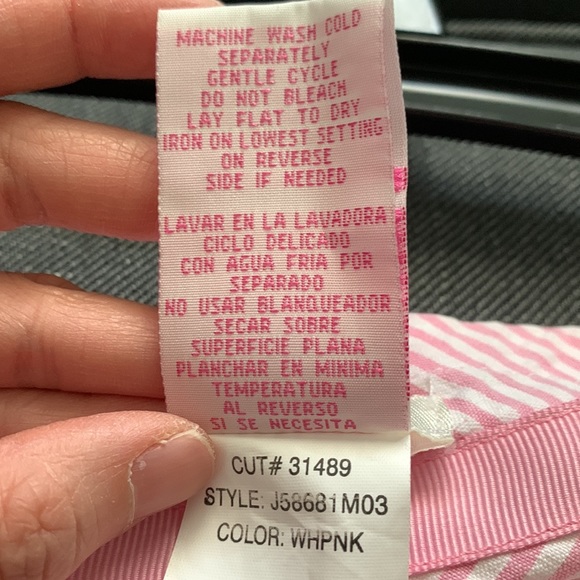 MACHINE WASH COLD
SEPARATELY
GENTLE CYCLE
DO NOT BLEACH
LAY FLAT TO DRY
IRON ON LOWEST SETTING
ON REVERSE
SIDE IF NEEDED
LAVAR EN LA LAVADORA
CICLO DELICADO
CON AGUA FRIA POR
SEPARADO
NO USAR BLANQUEADOR
SECAR SOBRE
SUPERFICIE PLANA
PLANCHAR EN MINIMA
TEMPERATURA
AL REVERSO
SI SE NECESITA
CUT# 31489
STYLE: J58681M03
COLOR: WHPNK